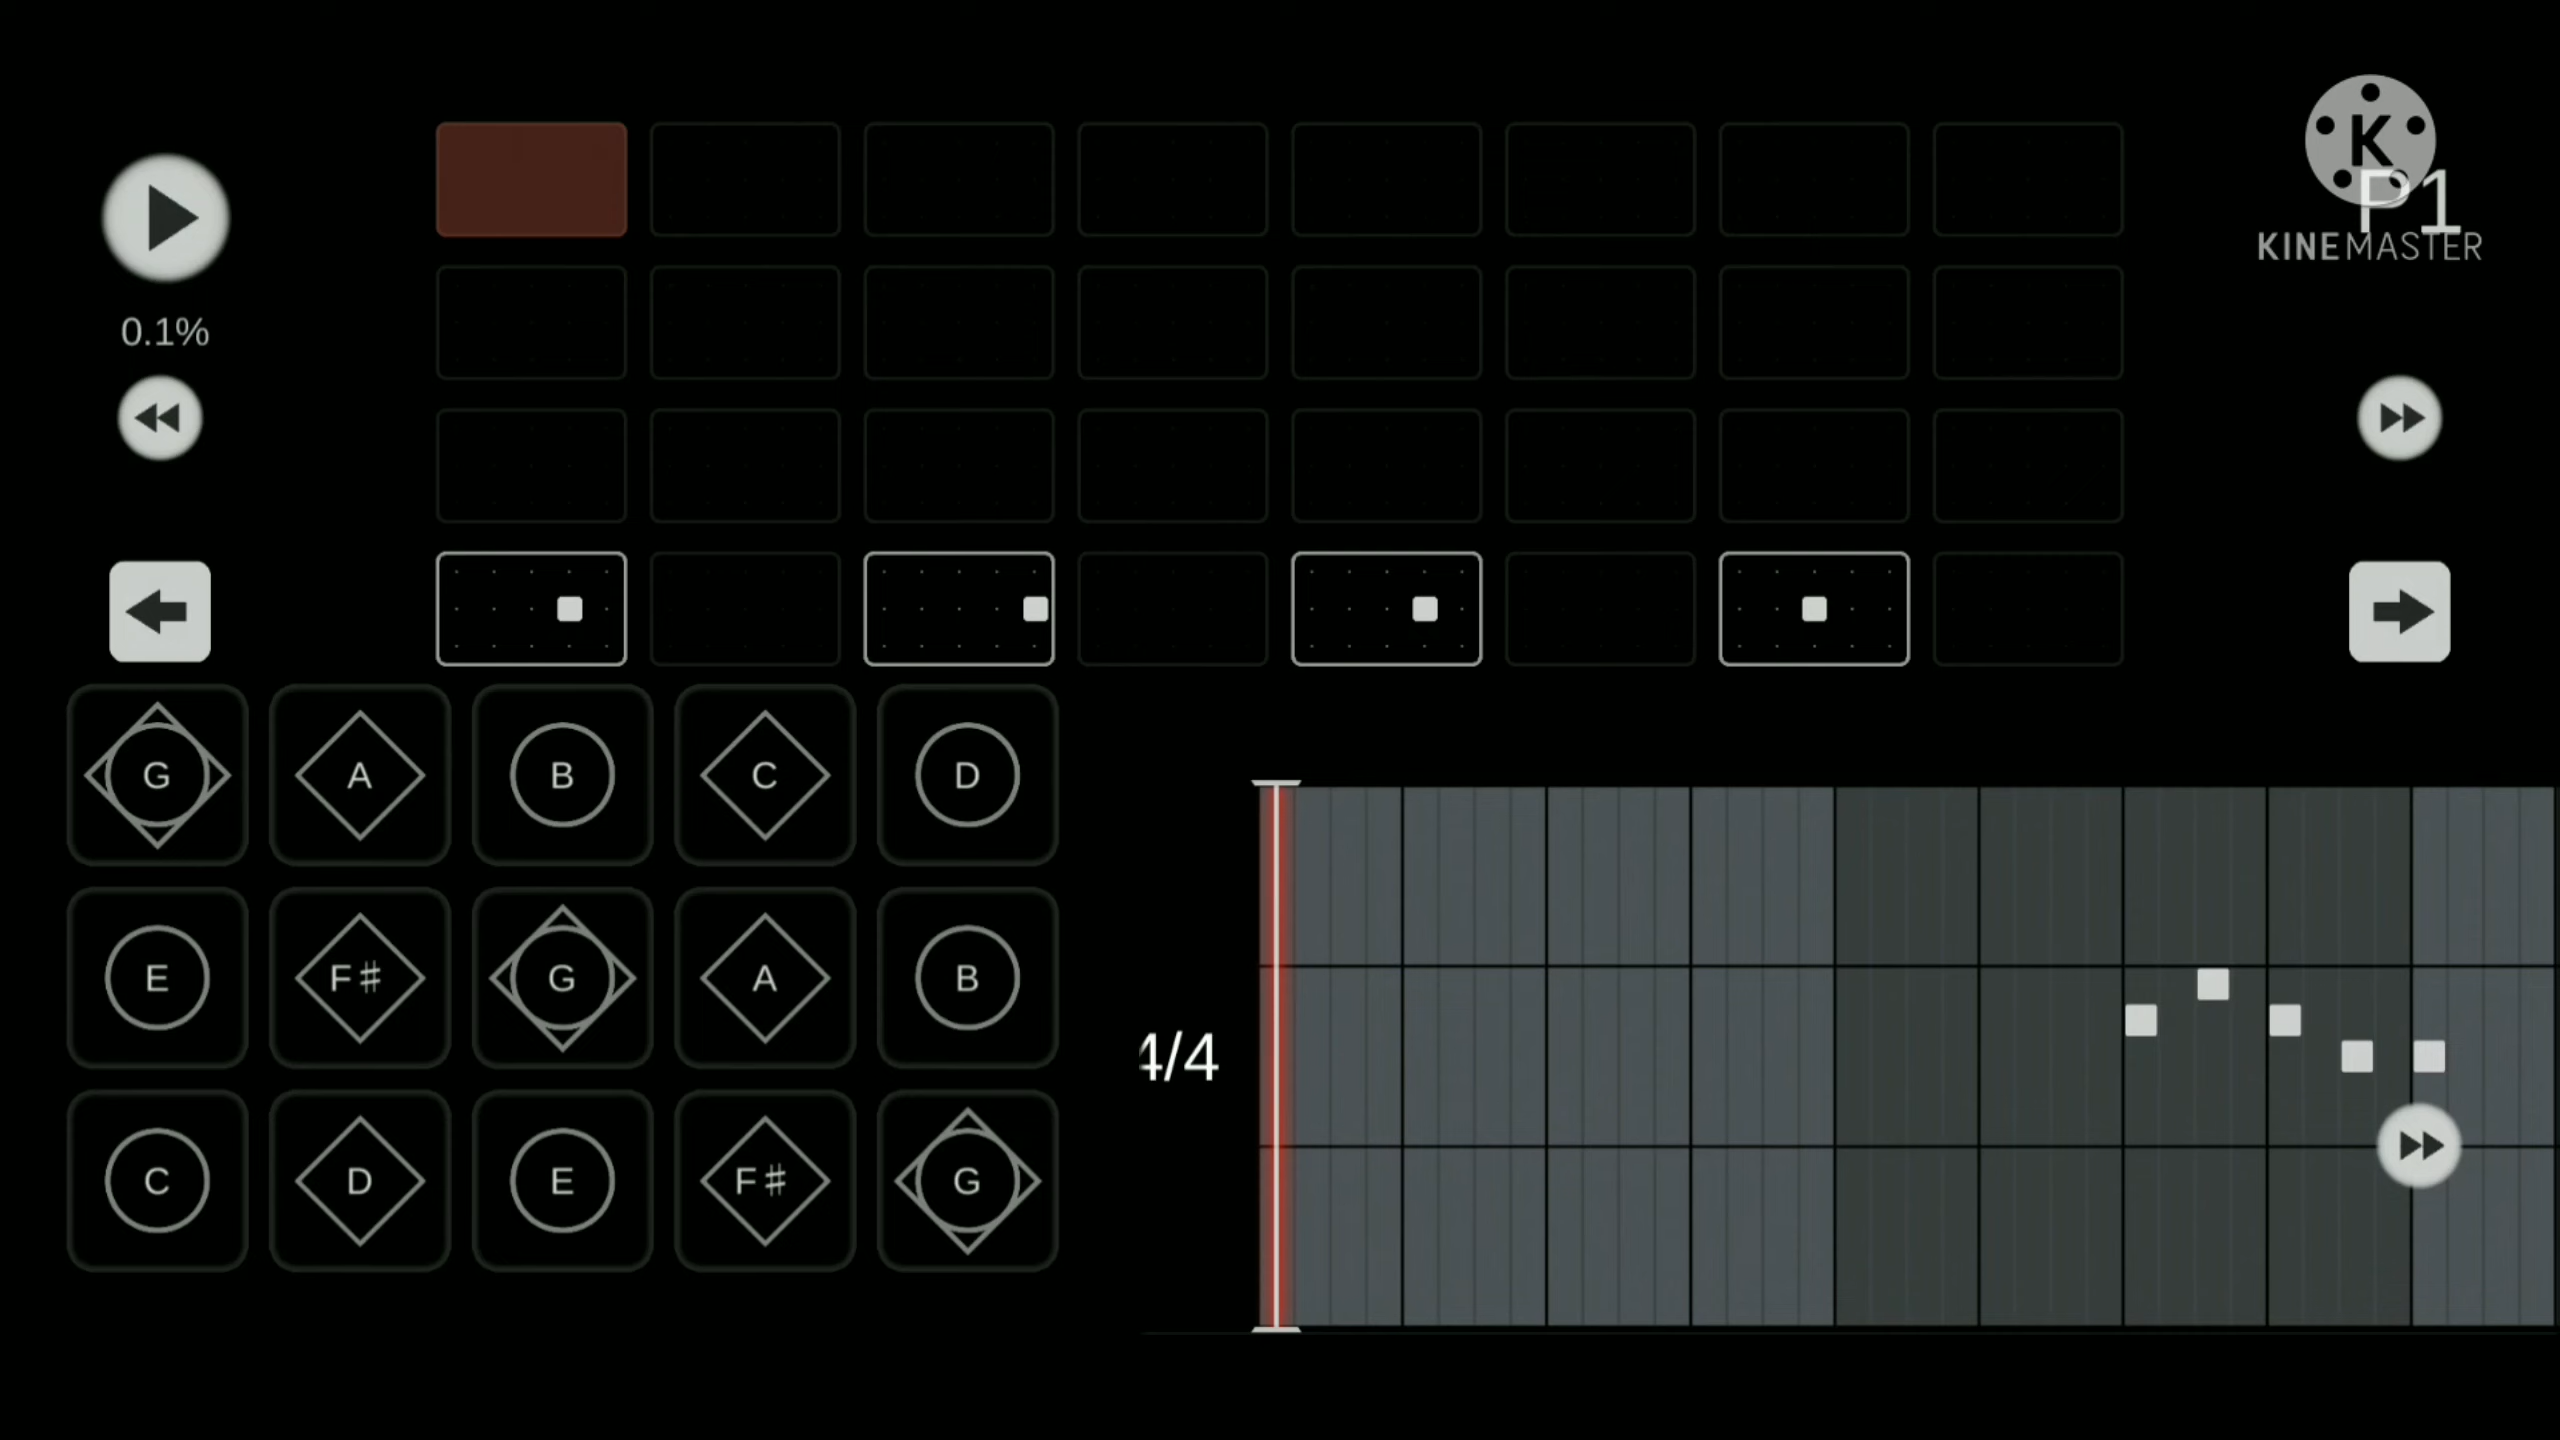 K
P1
KINEMASTER
0.1%
G A B C D
E F♯ G A B
4/4
C D E F♯ G